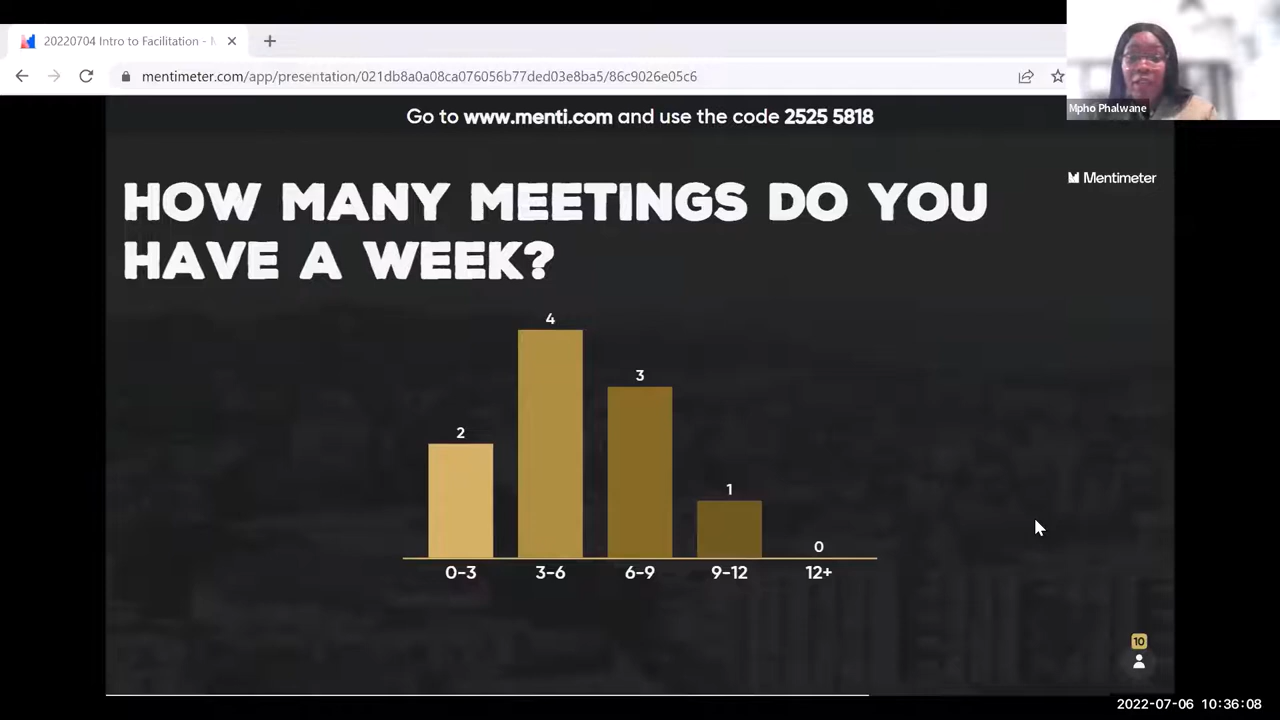 20220704 Intro to Facilitation - M
mentimeter.com/app/presentation/021db8a0a08ca076056b77ded03e8ba5/86c9026e05c6
Mpho Phalwane
Go to www.menti.com and use the code 2525 5818
Mentimeter
HOW MANY MEETINGS DO YOU
HAVE A WEEK?
2
4
3
1
0
0-3
3-6
6-9
9-12
12+
10
2022-07-06 10:36:08